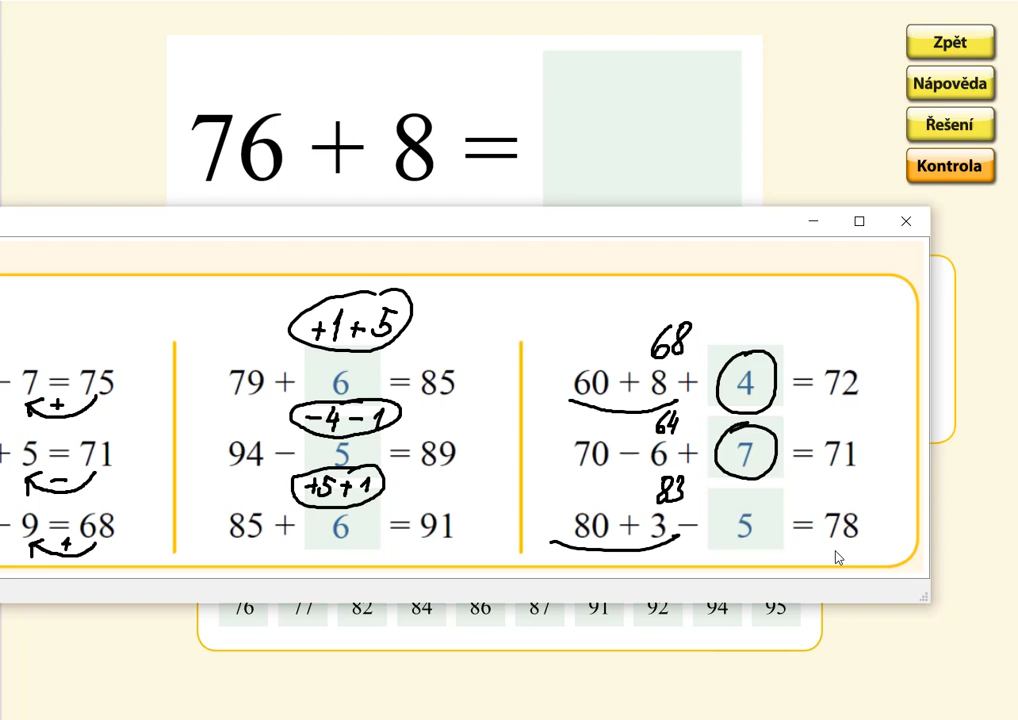 76 + 8 =
Zpět
Nápověda
Řešení
Kontrola
+1+5
68
− 7 = 75
79 + 6 = 85
60 + 8 + 4 = 72
+
−4−1
64
+ 5 = 71
94 − 5 = 89
70 − 6 + 7 = 71
−
+5+1
83
− 9 = 68
85 + 6 = 91
80 + 3 − 5 = 78
+
76 77 82 84 86 87 91 92 94 95